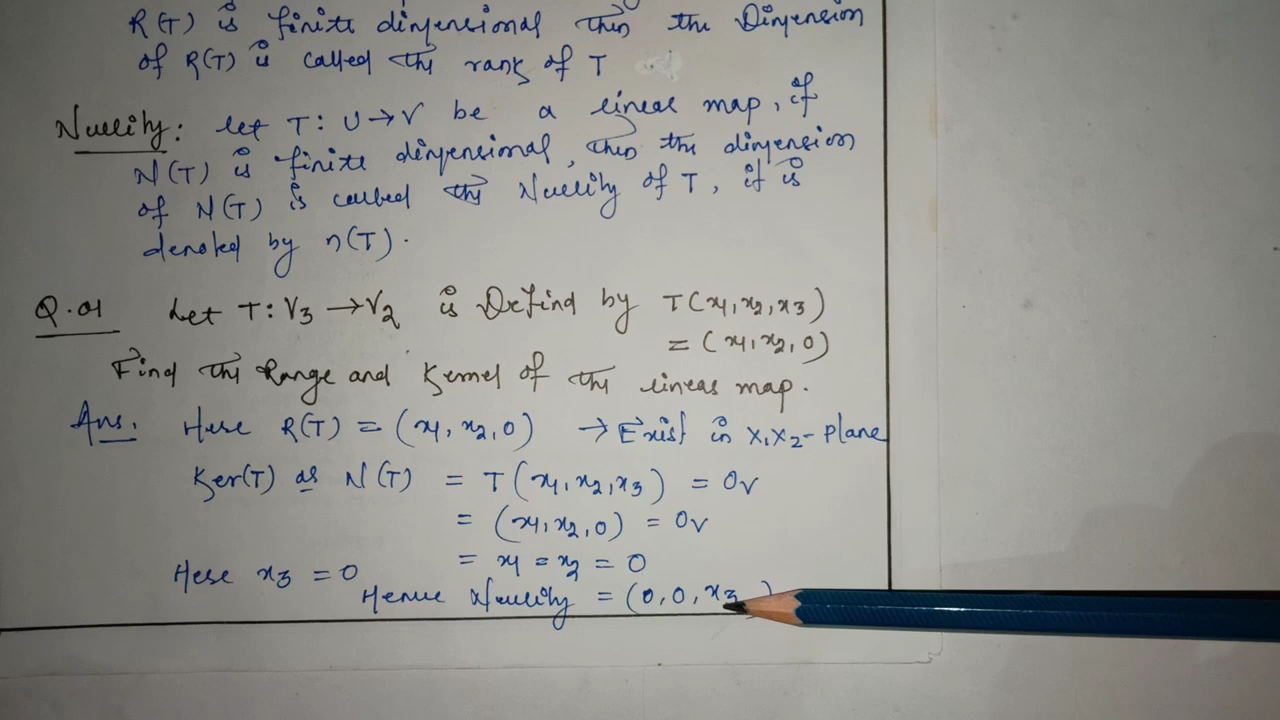 R(T) is finite dimensional then the Dimension
of R(T) is called the rank of T
Nullity: let T: U→V be a linear map, if
N(T) is finite dimensional, then the dimension of
of N(T) is called the Nullity of T, it is
denoted by n(T).
Q.01 Let T: V₃ → V₂ is Defind by T(x₁, x₂, x₃)
= (x₁, x₂, 0)
Find the Range and Kernel of the linear map.
Ans. Here R(T) = (x₁, x₂, 0) → Exist in X₁X₂-Plane
Ker(T) or N(T) = T(x₁, x₂, x₃) = 0v
= (x₁, x₂, 0) = 0v
= x₁ = x₂ = 0
Here x₃ = 0
Hence Nullity = (0, 0, x₃)